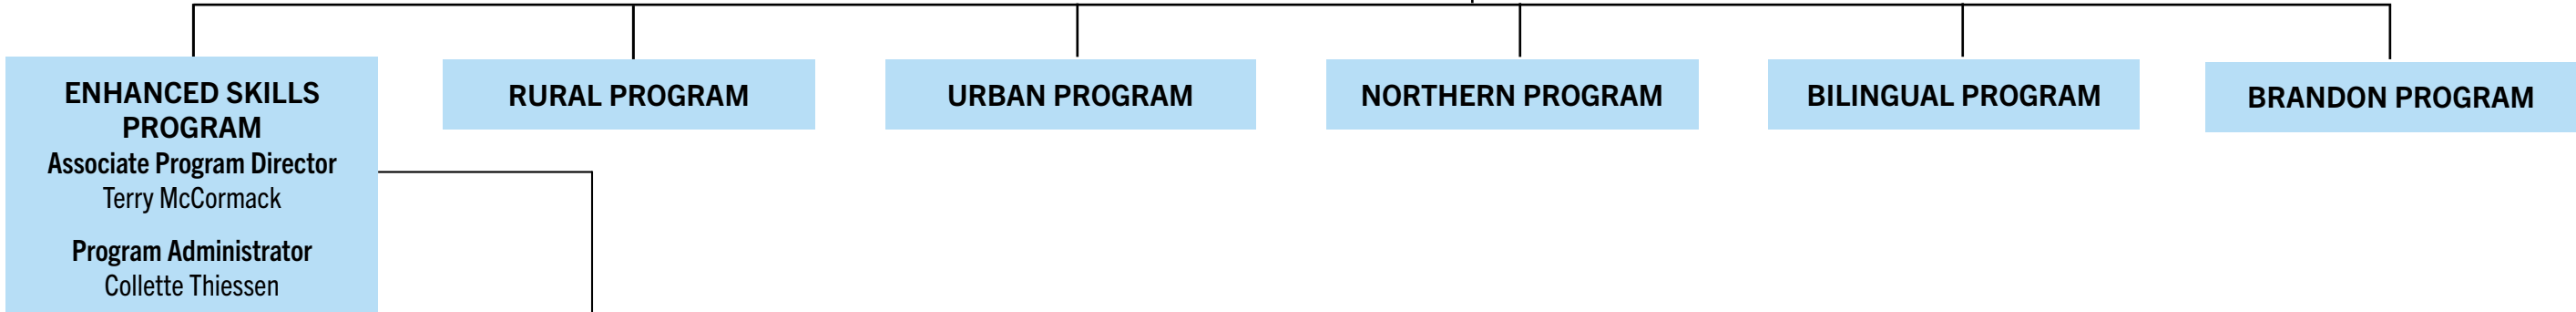 ENHANCED SKILLS
PROGRAM
Associate Program Director
Terry McCormack
Program Administrator
Collette Thiessen
RURAL PROGRAM
URBAN PROGRAM
NORTHERN PROGRAM
BILINGUAL PROGRAM
BRANDON PROGRAM